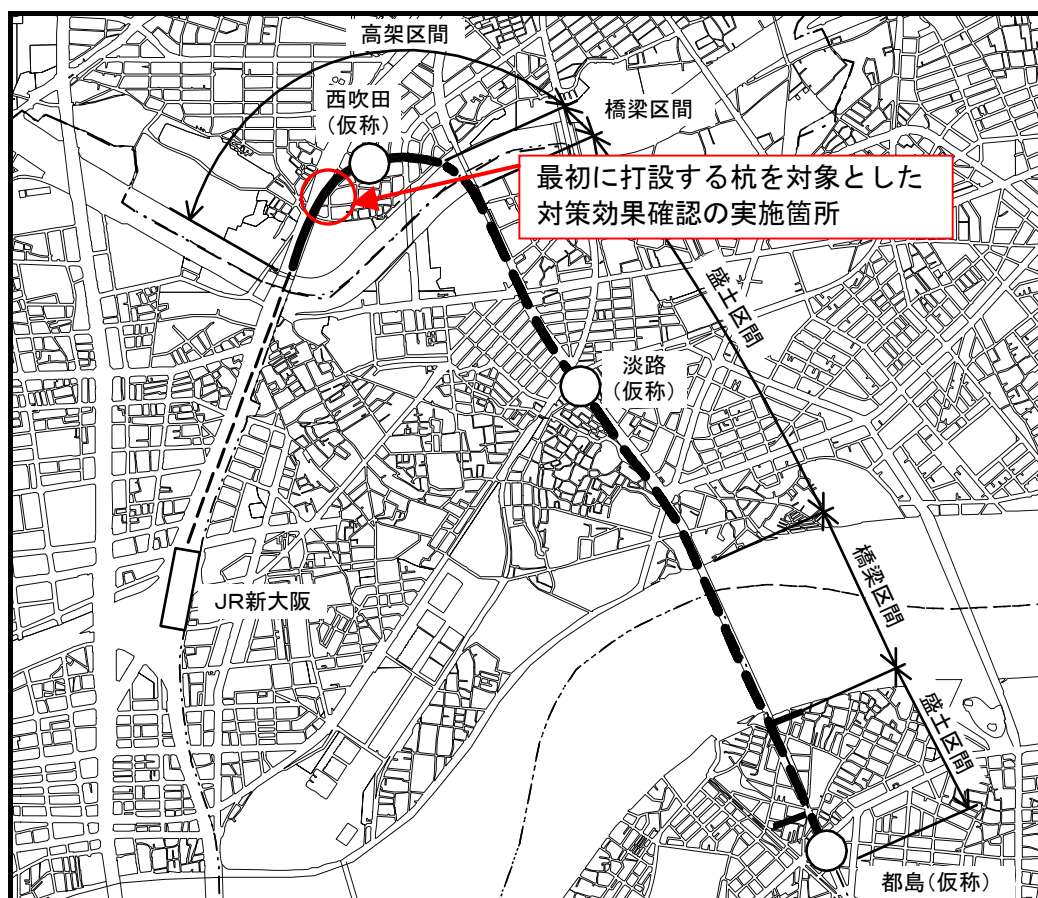 高架区間
西吹田
（仮称）
橋梁区間
最初に打設する杭を対象とした
対策効果確認の実施箇所
盛土区間
淡路
（仮称）
橋梁区間
JR新大阪
盛土区間
都島（仮称）